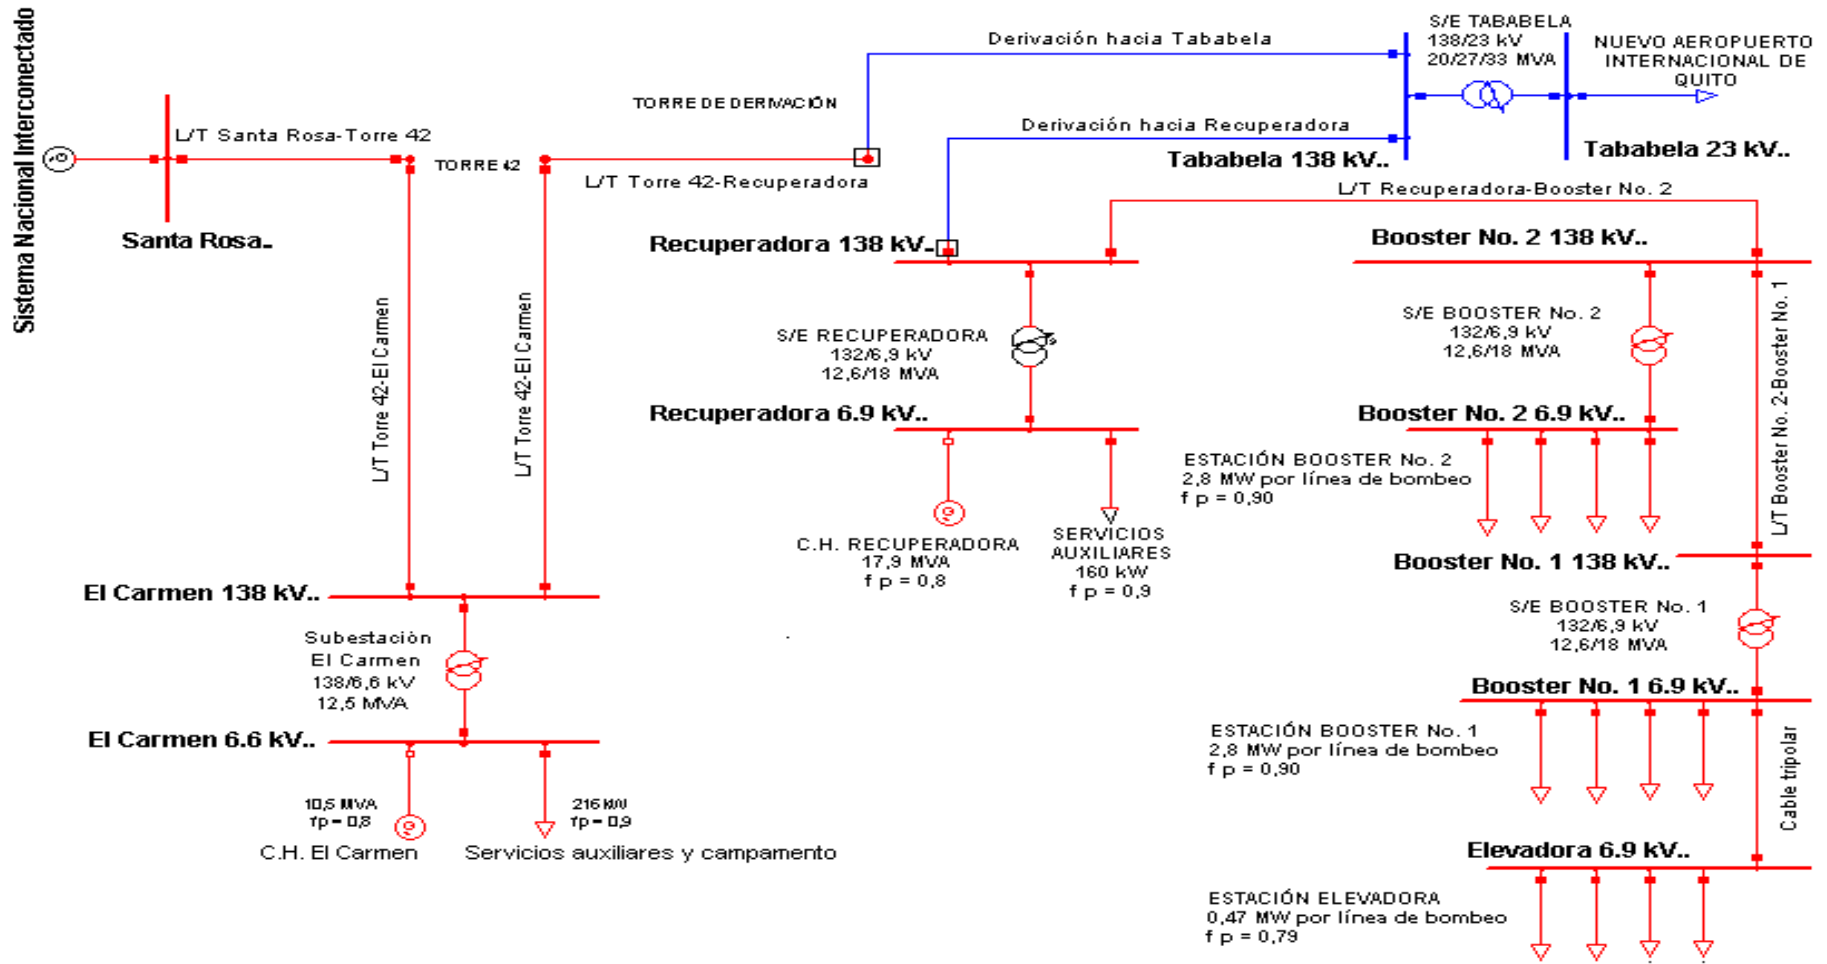 Sistema Nacional Interconectado
L/T Santa Rosa-Torre 42
Santa Rosa..
TORRE 42
TORRE DE DERIVACIÓN
L/T Torre 42-Recuperadora
Derivación hacia Tababela
Derivación hacia Recuperadora
S/E TABABELA
138/23 kV
20/27/33 MVA
NUEVO AEROPUERTO
INTERNACIONAL DE
QUITO
Tababela 138 kV..
Tababela 23 kV..
L/T Recuperadora-Booster No. 2
Recuperadora 138 kV..
Booster No. 2 138 kV..
L/T Torre 42-El Carmen
L/T Torre 42-El Carmen
S/E RECUPERADORA
132/6,9 kV
12,6/18 MVA
S/E BOOSTER No. 2
132/6,9 kV
12,6/18 MVA
L/T Booster No. 2-Booster No. 1
Recuperadora 6.9 kV..
Booster No. 2 6.9 kV..
ESTACIÓN BOOSTER No. 2
2,8 MW por línea de bombeo
f p = 0,90
C.H. RECUPERADORA
17,9 MVA
f p = 0,8
SERVICIOS
AUXILIARES
160 kW
f p = 0,9
Booster No. 1 138 kV..
El Carmen 138 kV..
S/E BOOSTER No. 1
132/6,9 kV
12,6/18 MVA
Subestación
El Carmen
138/6,6 kV
12,5 MVA
Booster No. 1 6.9 kV..
El Carmen 6.6 kV..
ESTACIÓN BOOSTER No. 1
2,8 MW por línea de bombeo
f p = 0,90
Cable tripolar
10,5 MVA
fp = 0,8
216 kW
fp = 0,9
C.H. El Carmen
Servicios auxiliares y campamento
Elevadora 6.9 kV..
ESTACIÓN ELEVADORA
0,47 MW por línea de bombeo
f p = 0,79